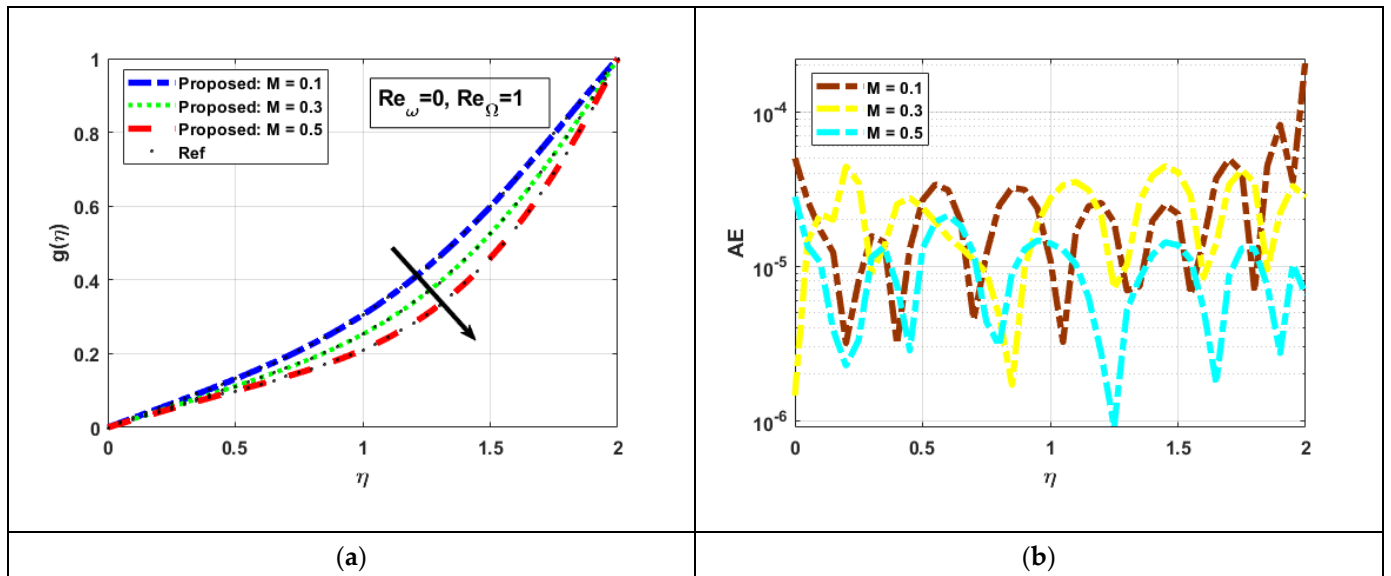 Proposed: M = 0.1
Proposed: M = 0.3
Proposed: M = 0.5
Ref
Re_ω=0, Re_Ω=1
g(η)
1
0.8
0.6
0.4
0.2
0
0 0.5 1 1.5 2
η
(a)
M = 0.1
M = 0.3
M = 0.5
AE
10^-4
10^-5
10^-6
0 0.5 1 1.5 2
η
(b)